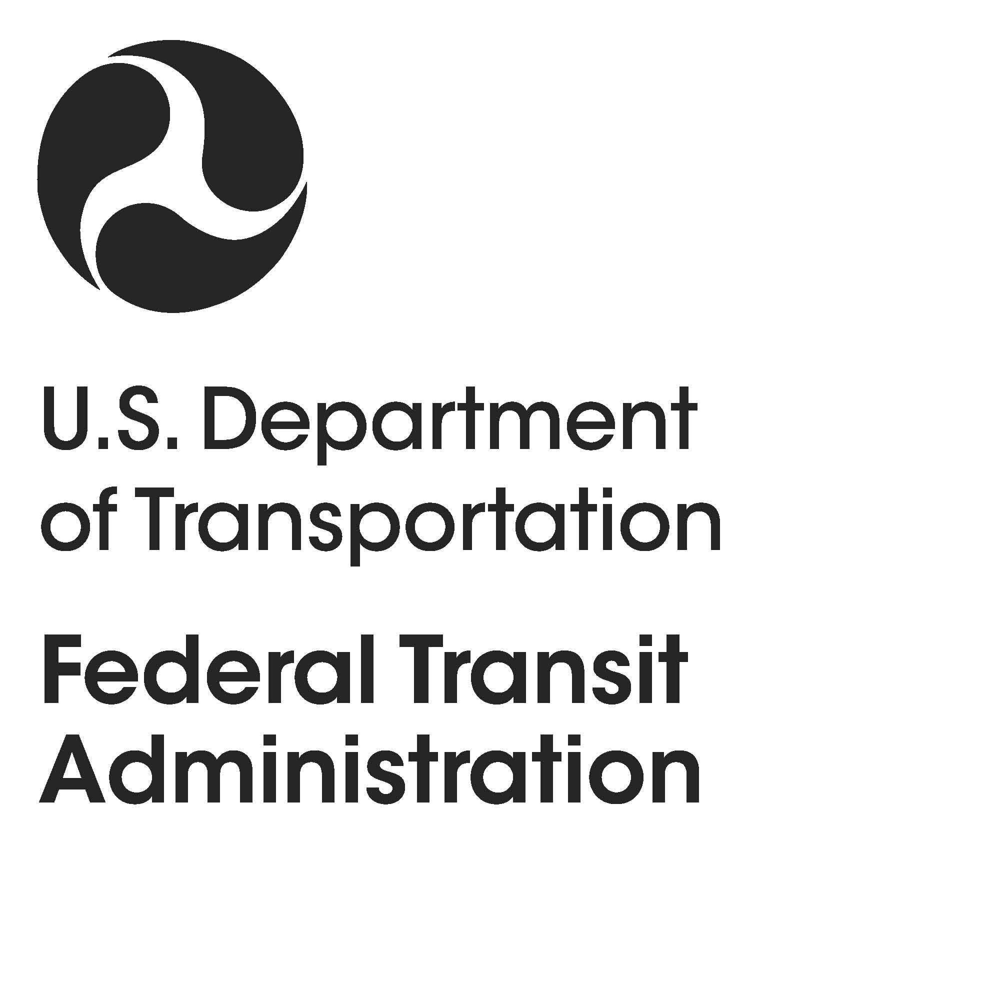 U.S. Department
of Transportation
Federal Transit
Administration